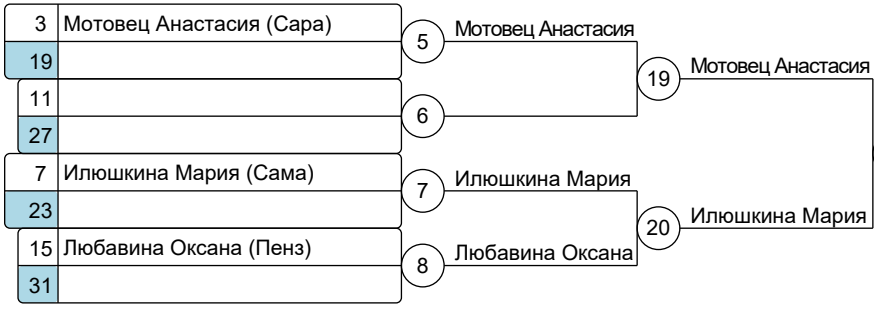 3 Мотовец Анастасия (Сара)
19
5 Мотовец Анастасия
11
27
6
19 Мотовец Анастасия
7 Илюшкина Мария (Сама)
23
7 Илюшкина Мария
15 Любавина Оксана (Пенз)
31
8 Любавина Оксана
20 Илюшкина Мария